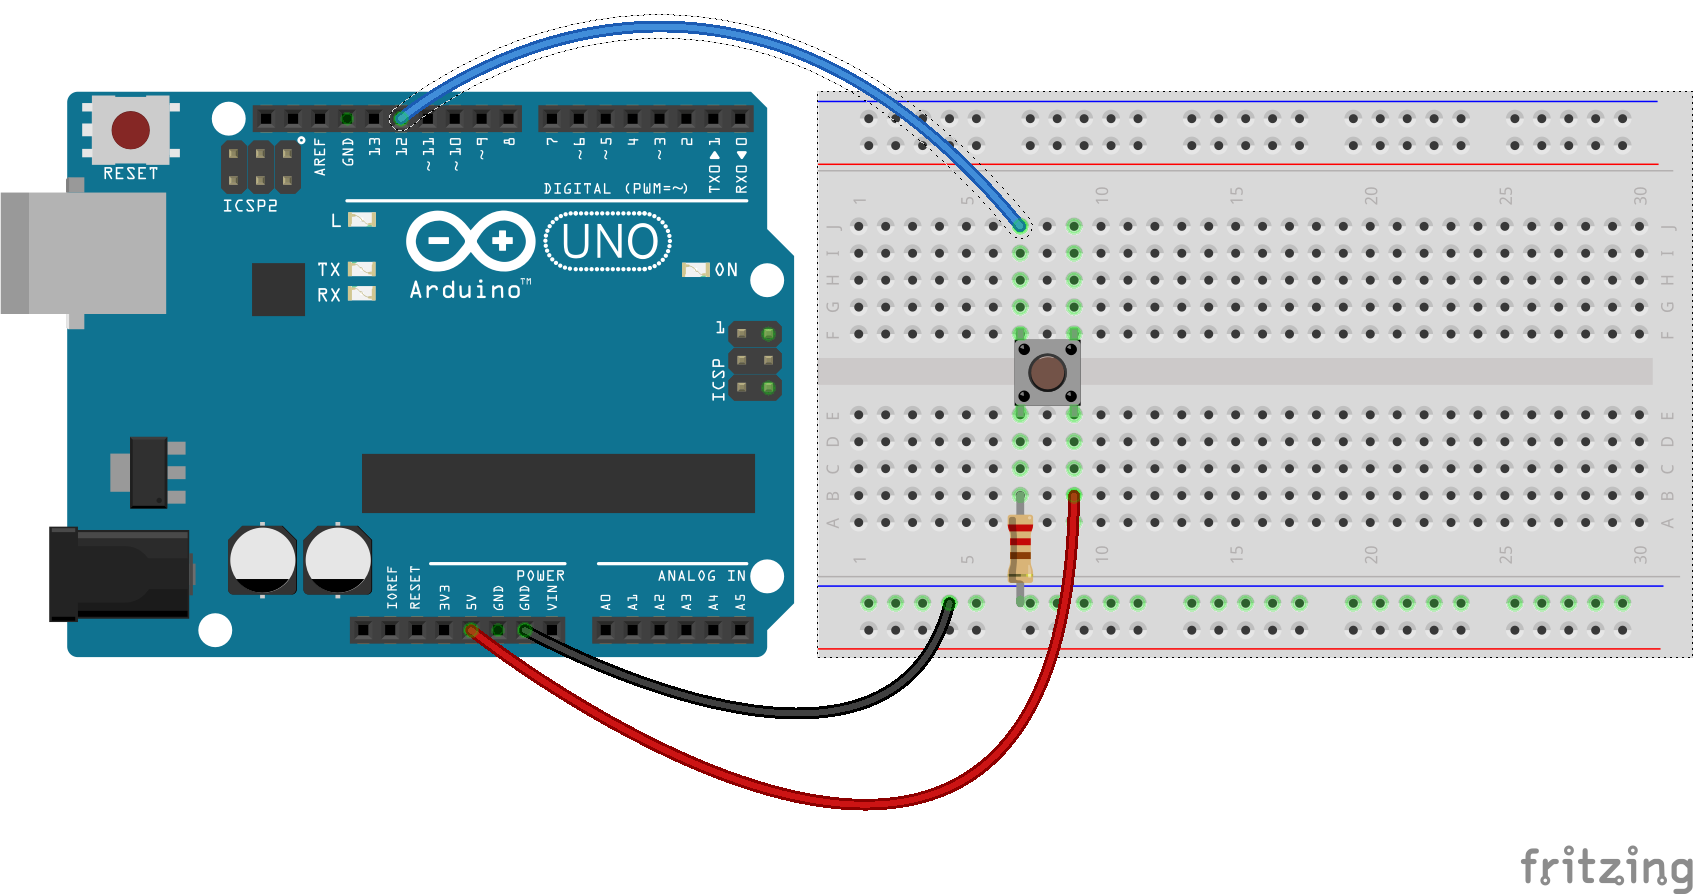 RESET
ICSP2
AREF
GND
13
12
~11
~10
~9
8
7
~6
~5
4
~3
2
TX0▶1
RX0◀0
DIGITAL (PWM=~)
L
TX
RX
UNO
Arduino™
ON
1
ICSP
IOREF
RESET
3V3
5V
GND
GND
VIN
POWER
A0
A1
A2
A3
A4
A5
ANALOG IN
1 5 10 15 20 25 30
J J
I I
H H
G G
F F
E E
D D
C C
B B
A A
1 5 10 15 20 25 30
fritzing